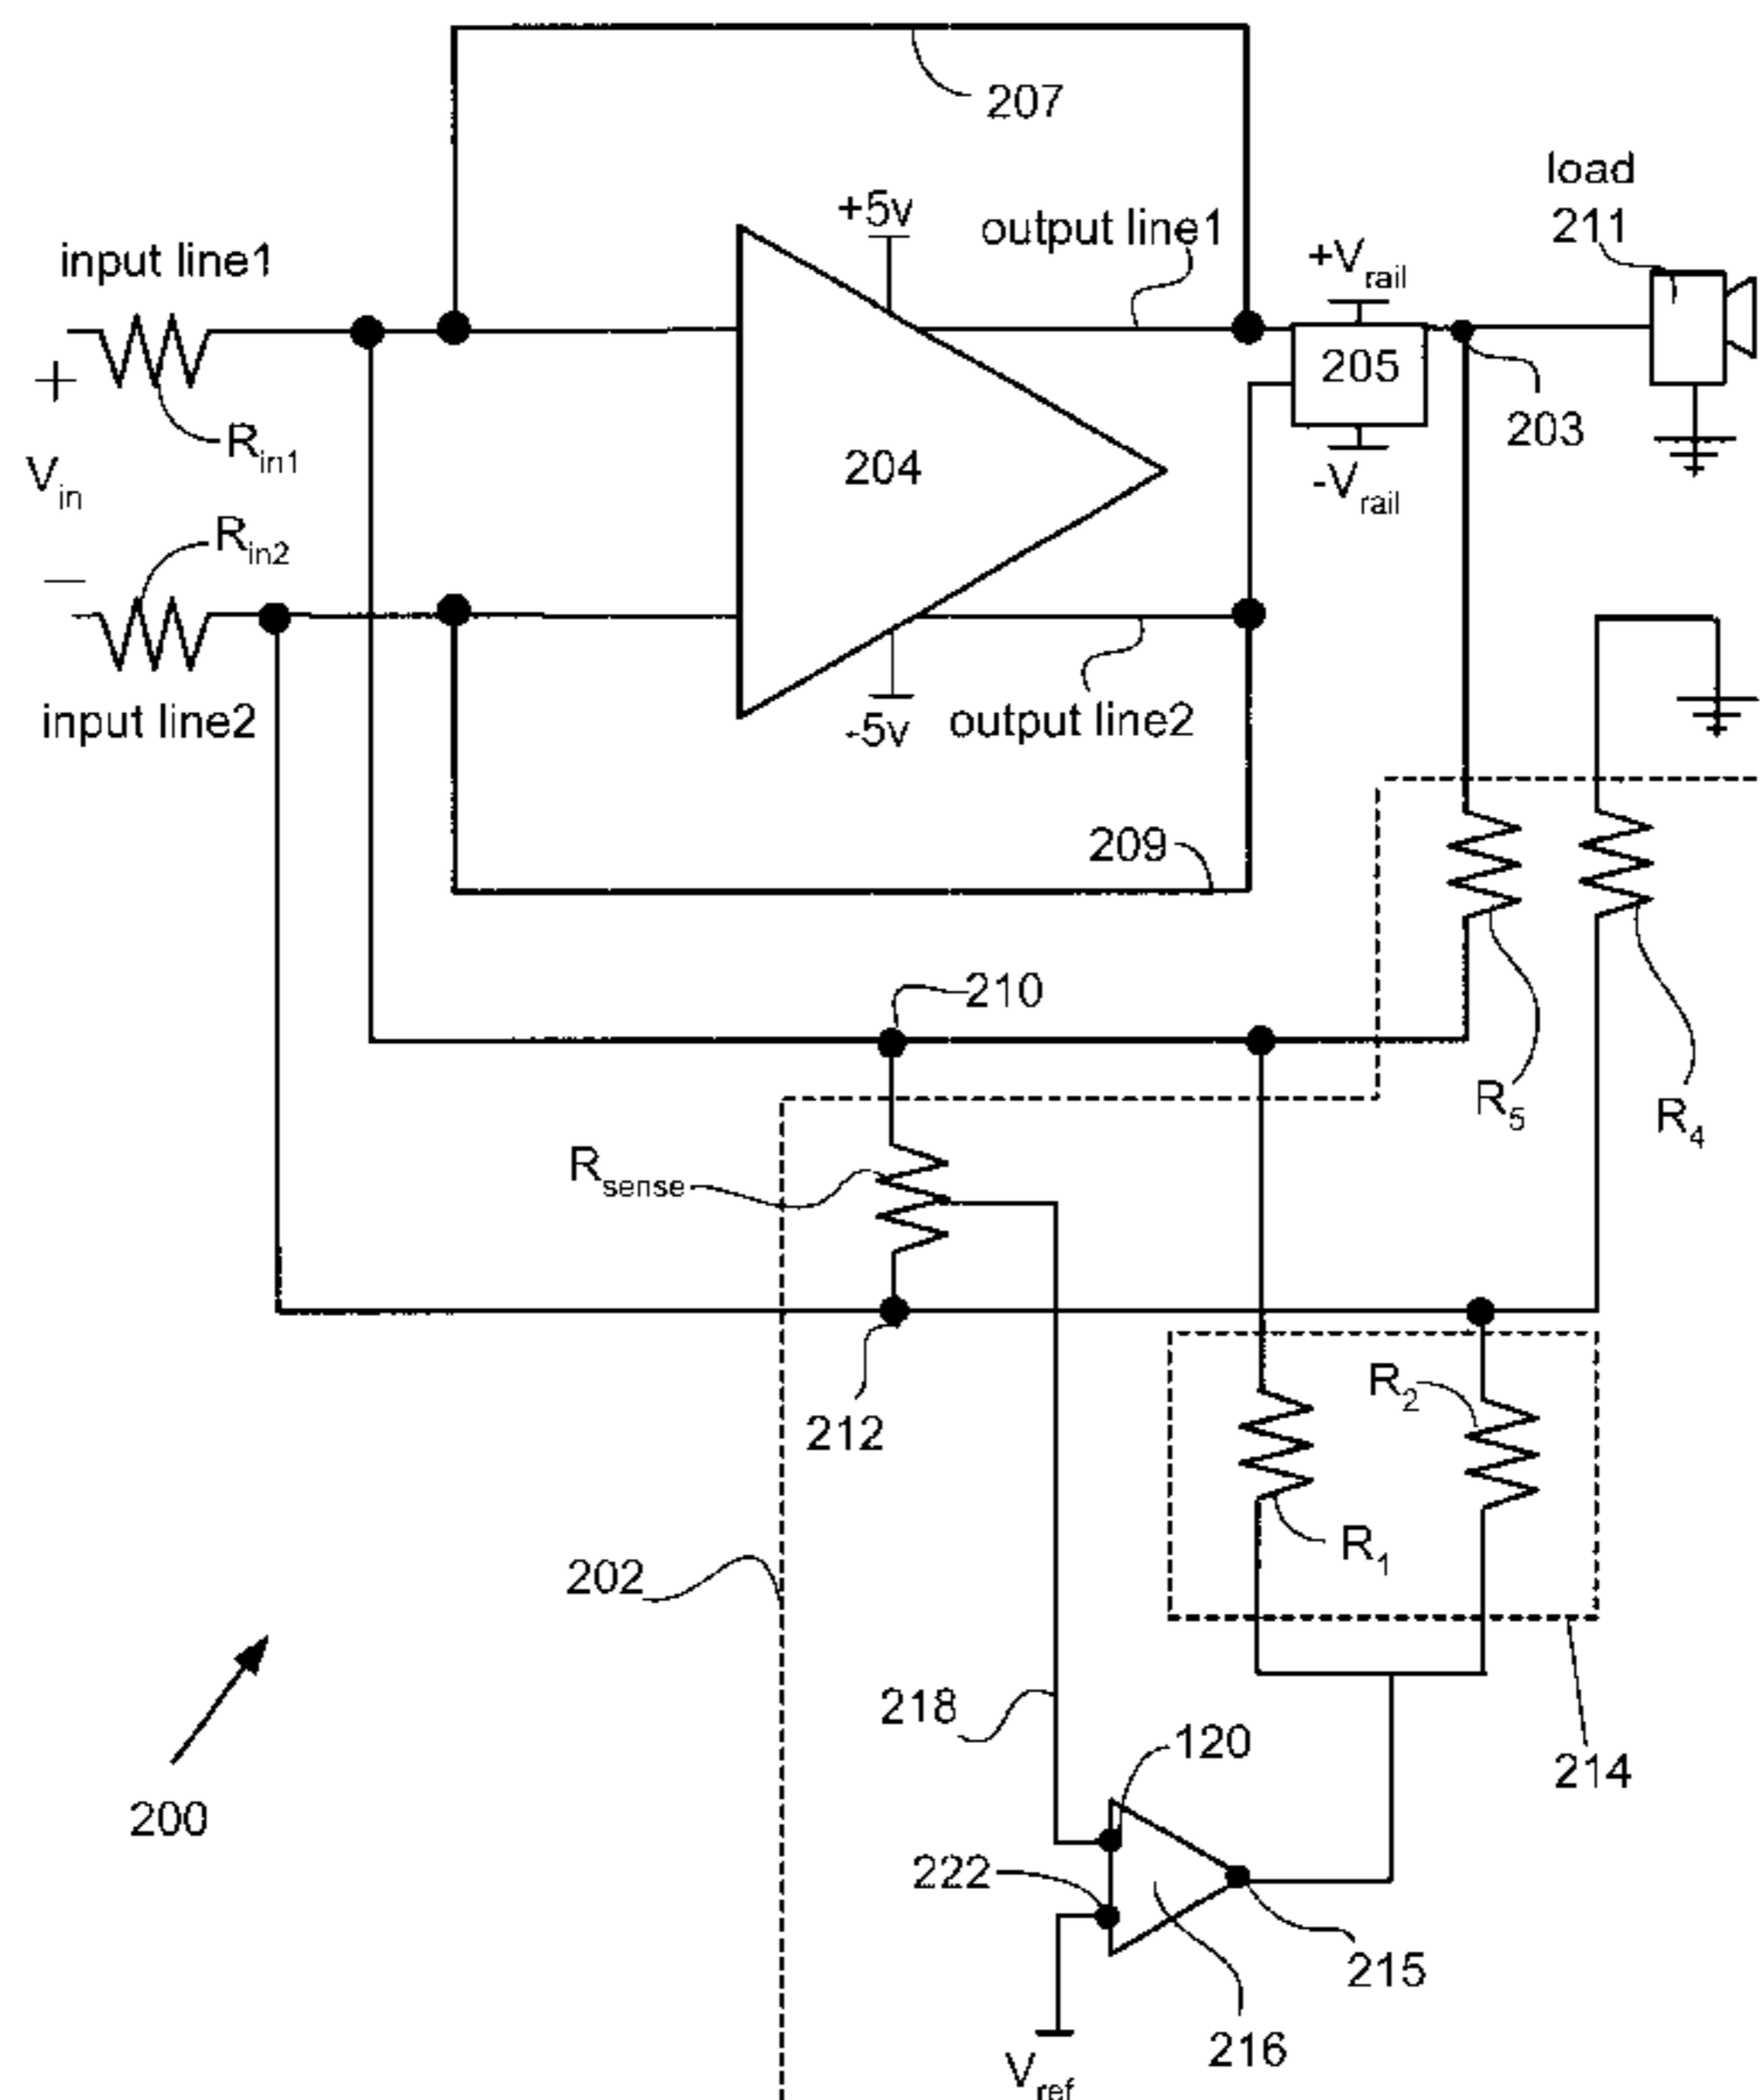 207
load
211
+5v
output line1
+Vrail
input line1
205
203
+
Rin1
204
Vin
-Vrail
Rin2
—
input line2
-5v
output line2
209
210
R5
R4
Rsense
R2
212
R1
202
218
120
214
200
222
215
216
Vref